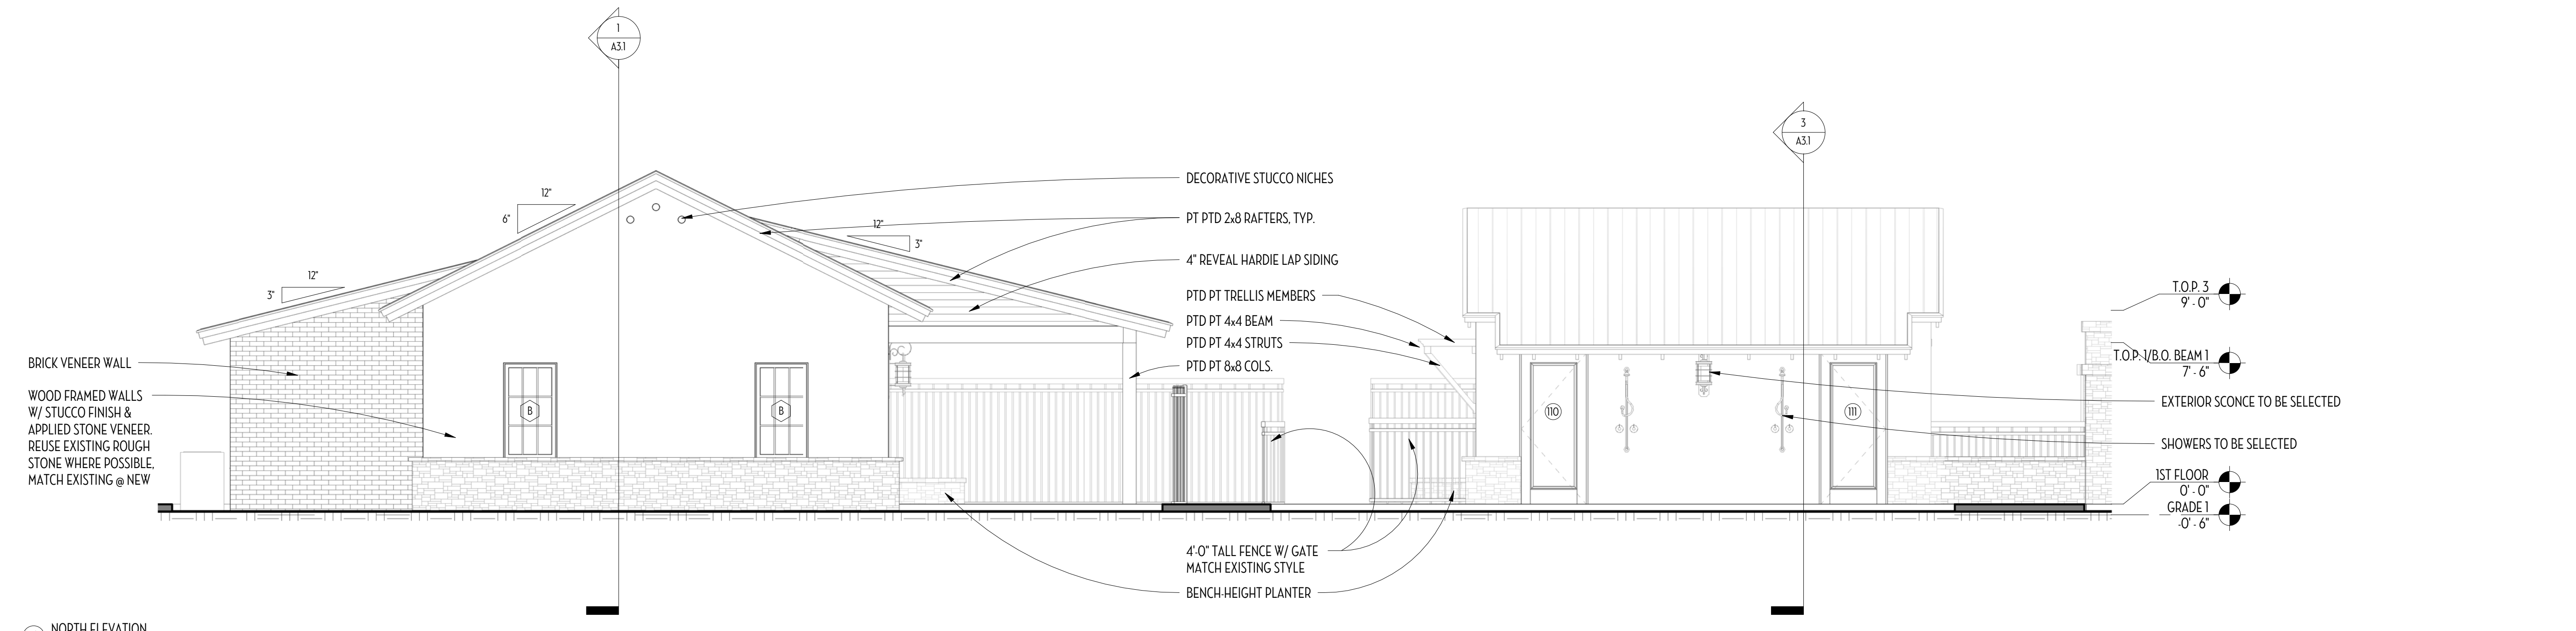 1
A3.1
3
A3.1
12"
6"
12"
3"
12"
3"
DECORATIVE STUCCO NICHES
PT PTD 2x8 RAFTERS, TYP.
4" REVEAL HARDIE LAP SIDING
PTD PT TRELLIS MEMBERS
PTD PT 4x4 BEAM
PTD PT 4x4 STRUTS
PTD PT 8x8 COLS.
BRICK VENEER WALL
WOOD FRAMED WALLS
W/ STUCCO FINISH &
APPLIED STONE VENEER.
REUSE EXISTING ROUGH
STONE WHERE POSSIBLE,
MATCH EXISTING @ NEW
B
B
110
111
T.O.P. 3
9' - 0"
T.O.P. 1/B.O. BEAM 1
7' - 6"
EXTERIOR SCONCE TO BE SELECTED
SHOWERS TO BE SELECTED
1ST FLOOR
0' - 0"
GRADE 1
-0' - 6"
4'-0" TALL FENCE W/ GATE
MATCH EXISTING STYLE
BENCH-HEIGHT PLANTER
NORTH ELEVATION